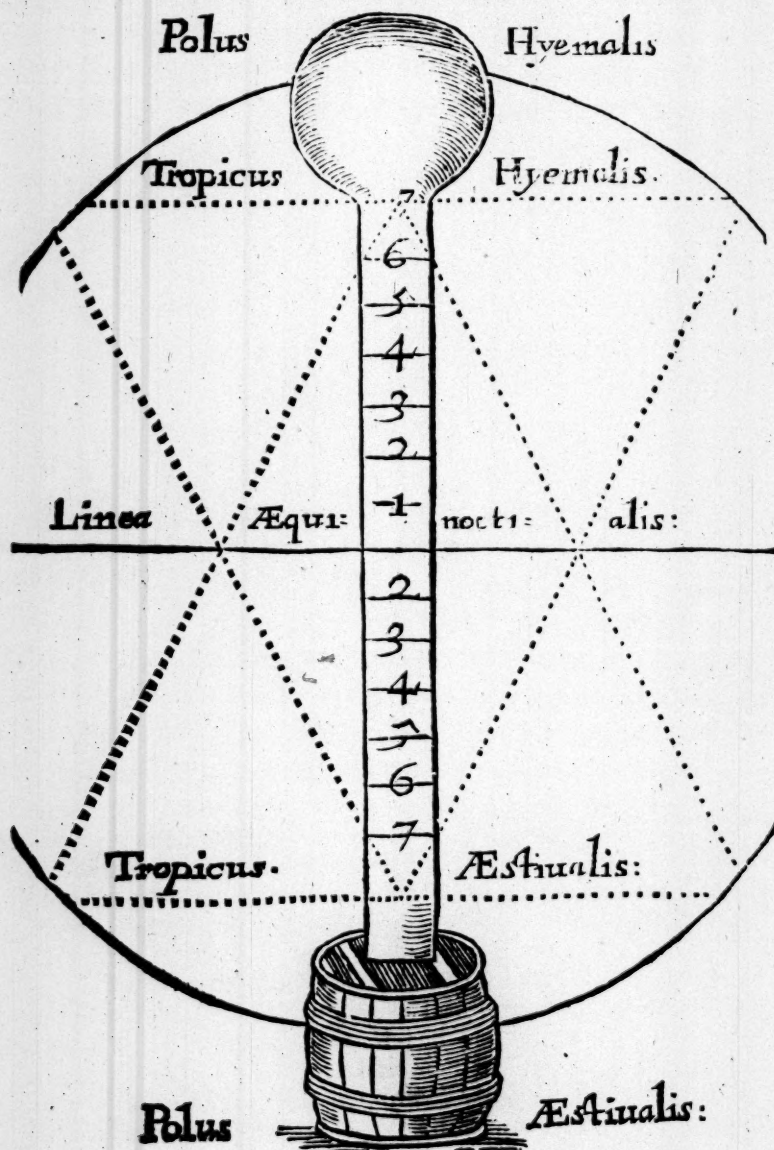 Polus Hyemalis
Tropicus Hyemalis.
7
6
5
4
3
2
1
Linea Æqui= nocti= alis:
2
3
4
5
6
7
Tropicus. Æstiualis:
Polus Æstiualis: